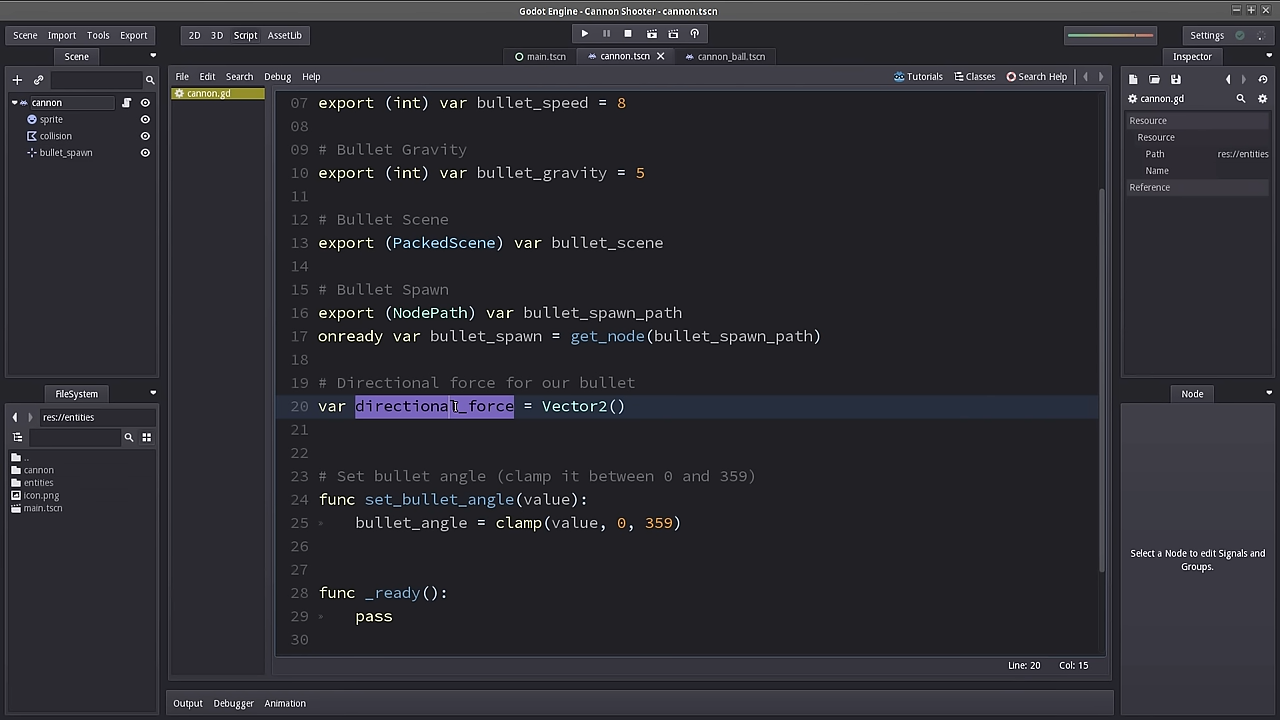 Godot Engine - Cannon Shooter - cannon.tscn
Scene Import Tools Export 2D 3D Script AssetLib Settings
Scene main.tscn cannon.tscn cannon_ball.tscn Inspector
File Edit Search Debug Help Tutorials Classes Search Help
cannon
sprite
collision
bullet_spawn
cannon.gd
07 export (int) var bullet_speed = 8
08
09 # Bullet Gravity
10 export (int) var bullet_gravity = 5
11
12 # Bullet Scene
13 export (PackedScene) var bullet_scene
14
15 # Bullet Spawn
16 export (NodePath) var bullet_spawn_path
17 onready var bullet_spawn = get_node(bullet_spawn_path)
18
19 # Directional force for our bullet
20 var directional_force = Vector2()
21
22
23 # Set bullet angle (clamp it between 0 and 359)
24 func set_bullet_angle(value):
25 bullet_angle = clamp(value, 0, 359)
26
27
28 func _ready():
29 pass
30
Line: 20 Col: 15
cannon.gd
Resource
Resource
Path res://entities
Name
Reference
FileSystem
res://entities
..
cannon
entities
icon.png
main.tscn
Node
Select a Node to edit Signals and
Groups.
Output Debugger Animation